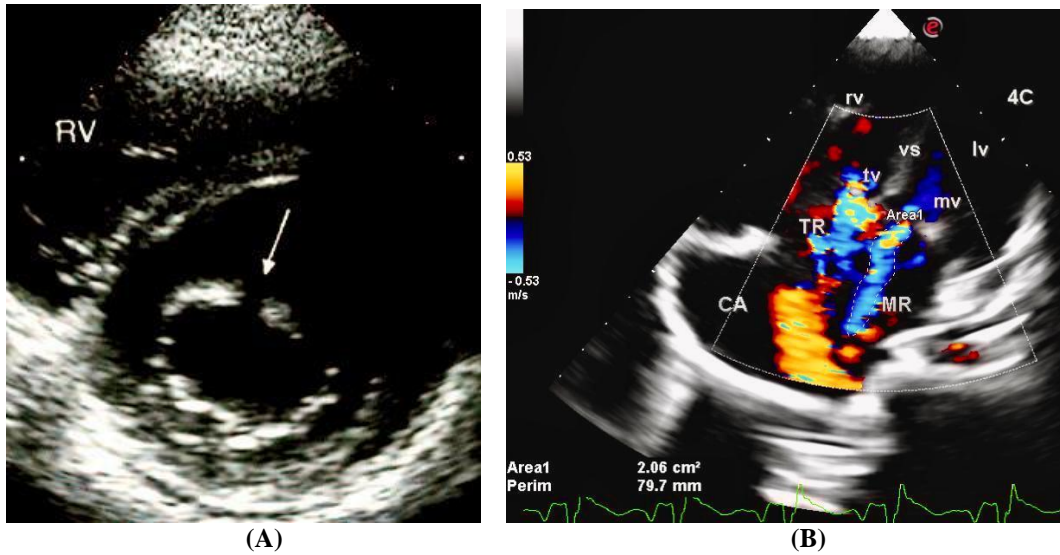 RV
(A)
e
rv
4C
vs
lv
0.53
tv
mv
Area1
TR
-0.53
m/s
CA
MR
Area1 2.06 cm²
Perim 79.7 mm
(B)